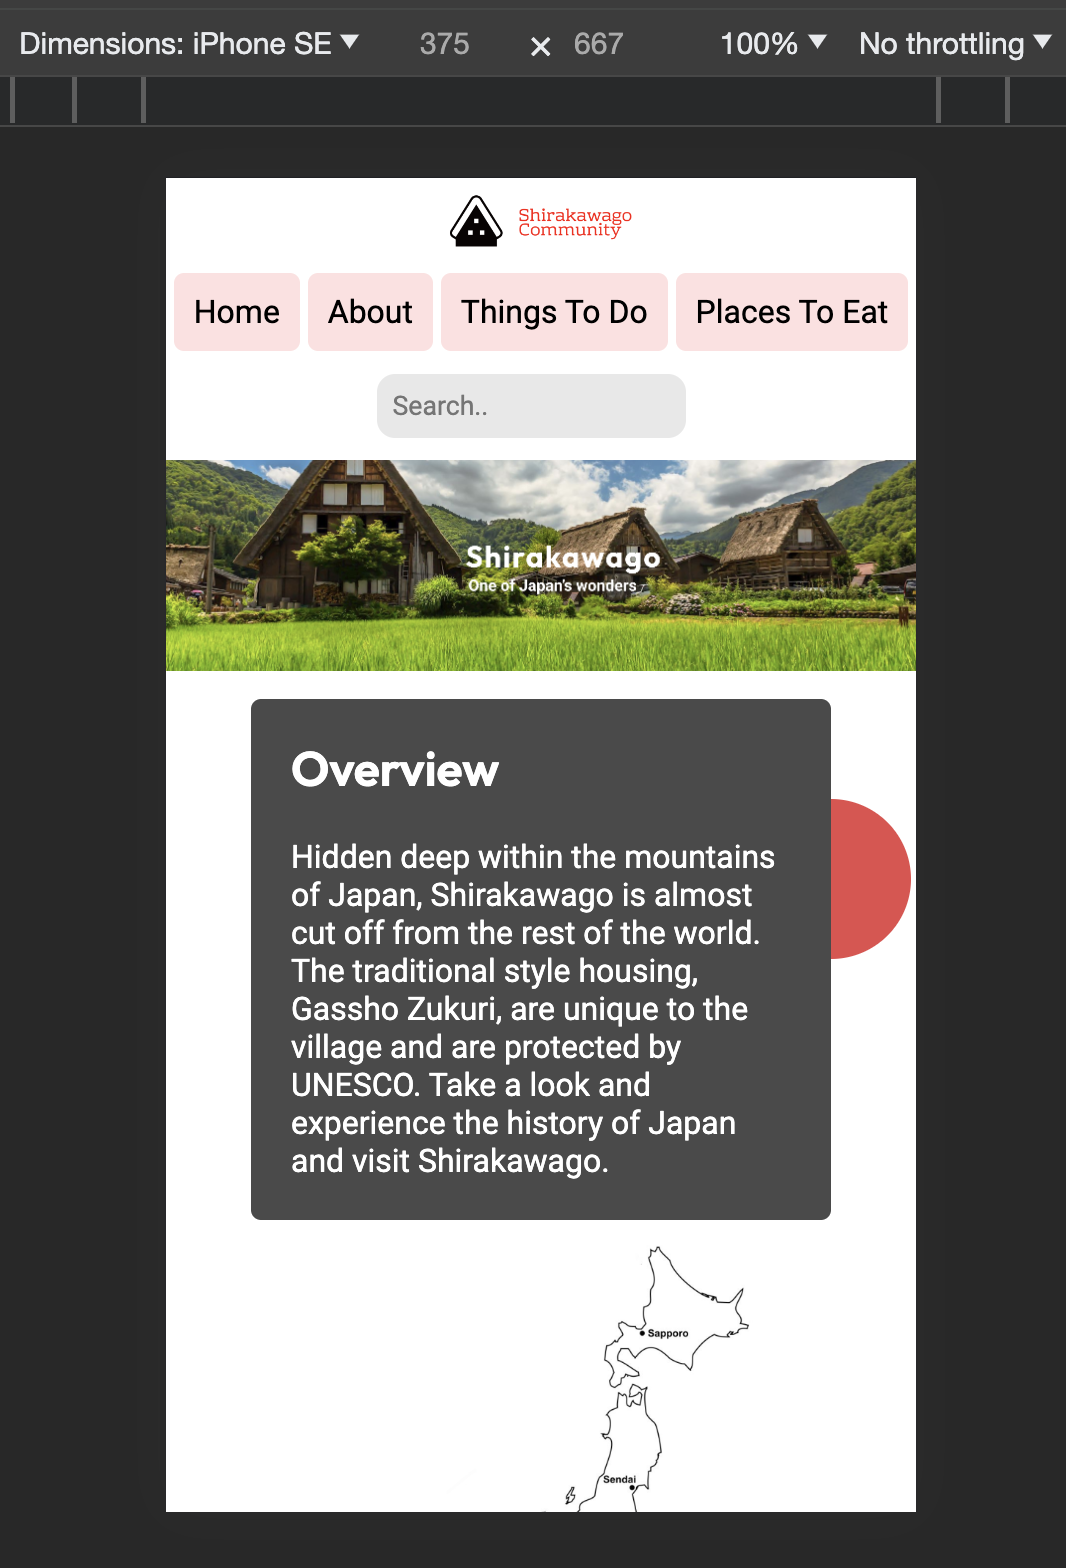 Dimensions: iPhone SE ▼ 375 × 667 100% ▼ No throttling ▼
Shirakawago
Community
Home About Things To Do Places To Eat
Search..
Shirakawago
One of Japan's wonders
Overview
Hidden deep within the mountains
of Japan, Shirakawago is almost
cut off from the rest of the world.
The traditional style housing,
Gassho Zukuri, are unique to the
village and are protected by
UNESCO. Take a look and
experience the history of Japan
and visit Shirakawago.
Sapporo
Sendai